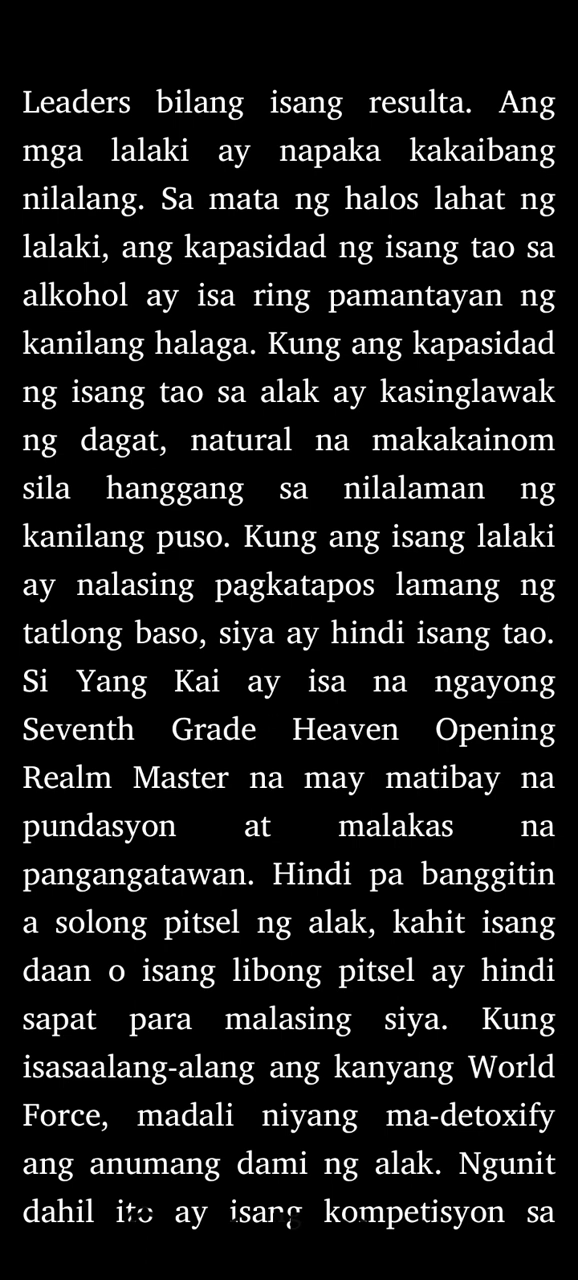 Leaders bilang isang resulta. Ang
mga lalaki ay napaka kakaibang
nilalang. Sa mata ng halos lahat ng
lalaki, ang kapasidad ng isang tao sa
alkohol ay isa ring pamantayan ng
kanilang halaga. Kung ang kapasidad
ng isang tao sa alak ay kasinglawak
ng dagat, natural na makakainom
sila hanggang sa nilalaman ng
kanilang puso. Kung ang isang lalaki
ay nalasing pagkatapos lamang ng
tatlong baso, siya ay hindi isang tao.
Si Yang Kai ay isa na ngayong
Seventh Grade Heaven Opening
Realm Master na may matibay na
pundasyon at malakas na
pangangatawan. Hindi pa banggitin
a solong pitsel ng alak, kahit isang
daan o isang libong pitsel ay hindi
sapat para malasing siya. Kung
isasaalang-alang ang kanyang World
Force, madali niyang ma-detoxify
ang anumang dami ng alak. Ngunit
dahil ito ay isang kompetisyon sa